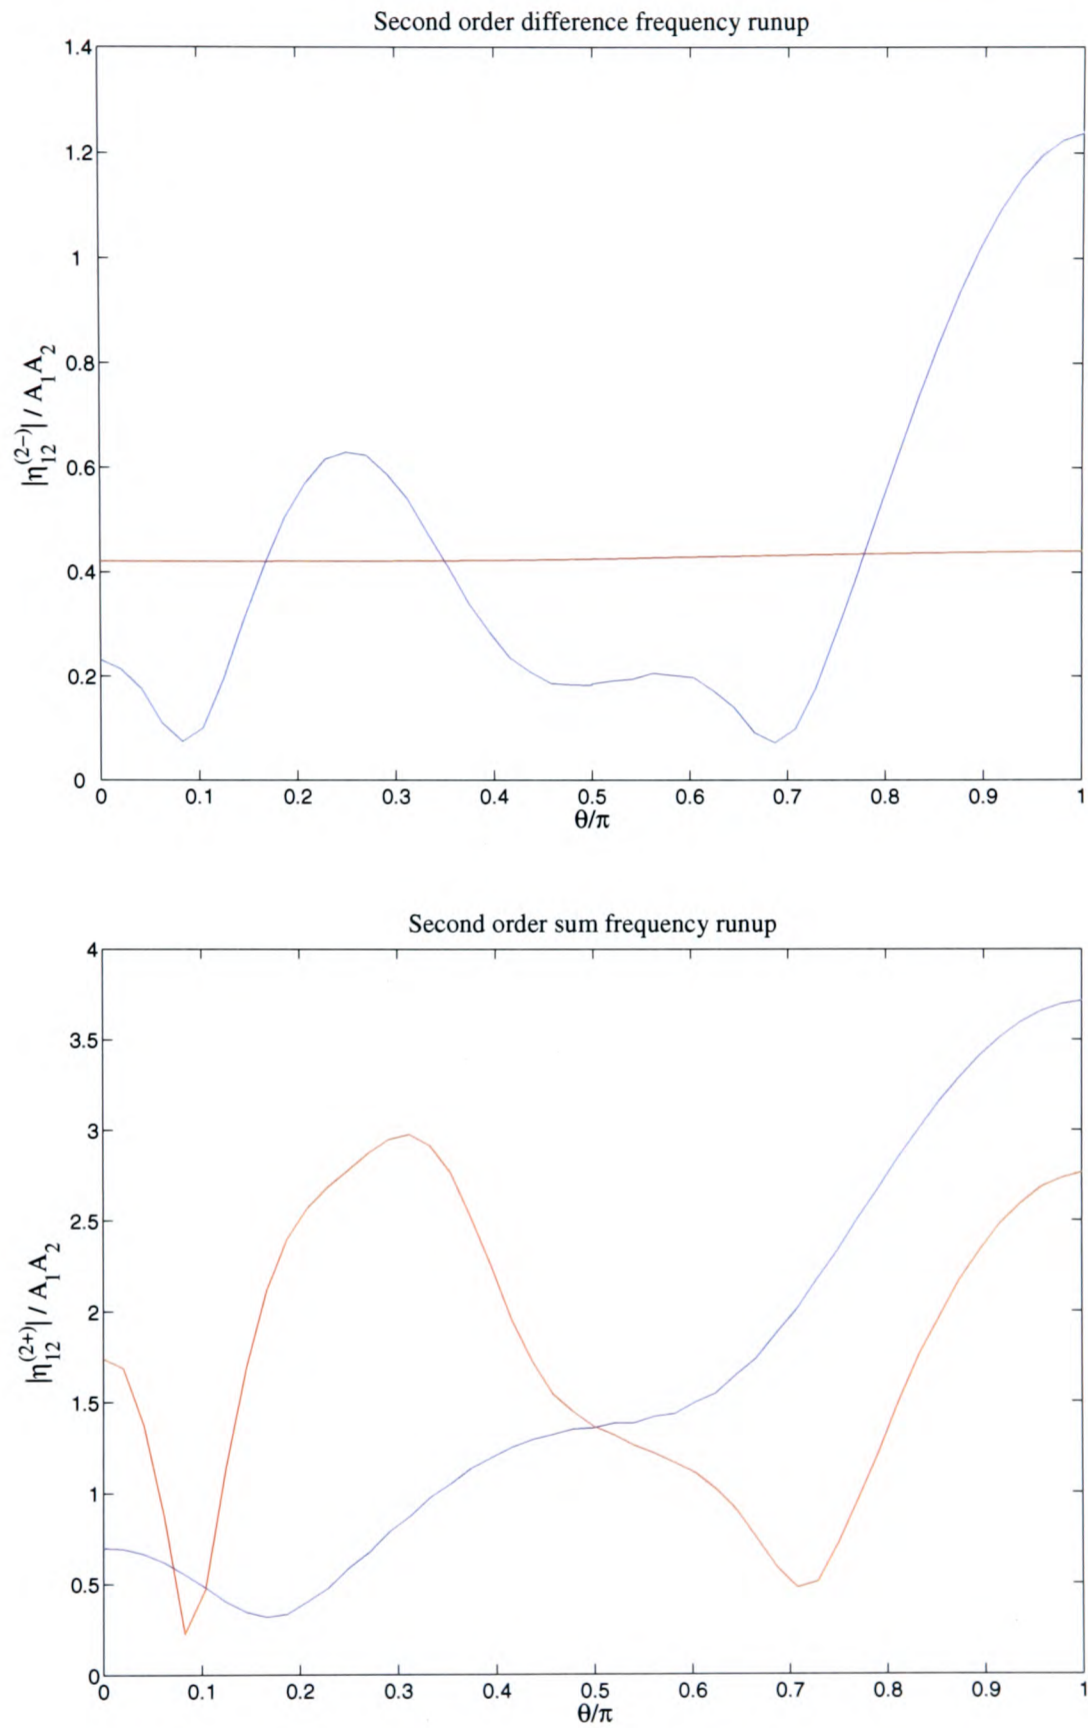 Second order difference frequency runup
1.4
1.2
1
0.8
0.6
0.4
0.2
0
|η12(2−)| / A1A2
0 0.1 0.2 0.3 0.4 0.5 0.6 0.7 0.8 0.9 1
θ/π
Second order sum frequency runup
4
3.5
3
2.5
2
1.5
1
0.5
0
|η12(2+)| / A1A2
0 0.1 0.2 0.3 0.4 0.5 0.6 0.7 0.8 0.9 1
θ/π